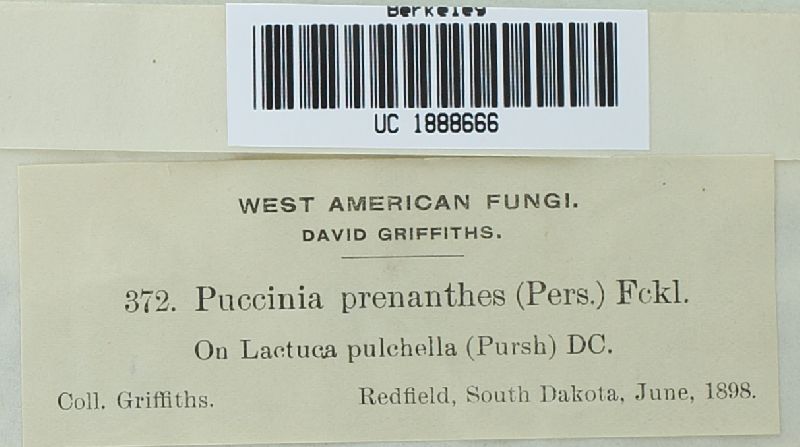 Berkeley
UC 1888666
WEST AMERICAN FUNGI.
DAVID GRIFFITHS.
372. Puccinia prenanthes (Pers.) Fckl.
On Lactuca pulchella (Pursh) DC.
Coll. Griffiths. Redfield, South Dakota, June, 1898.